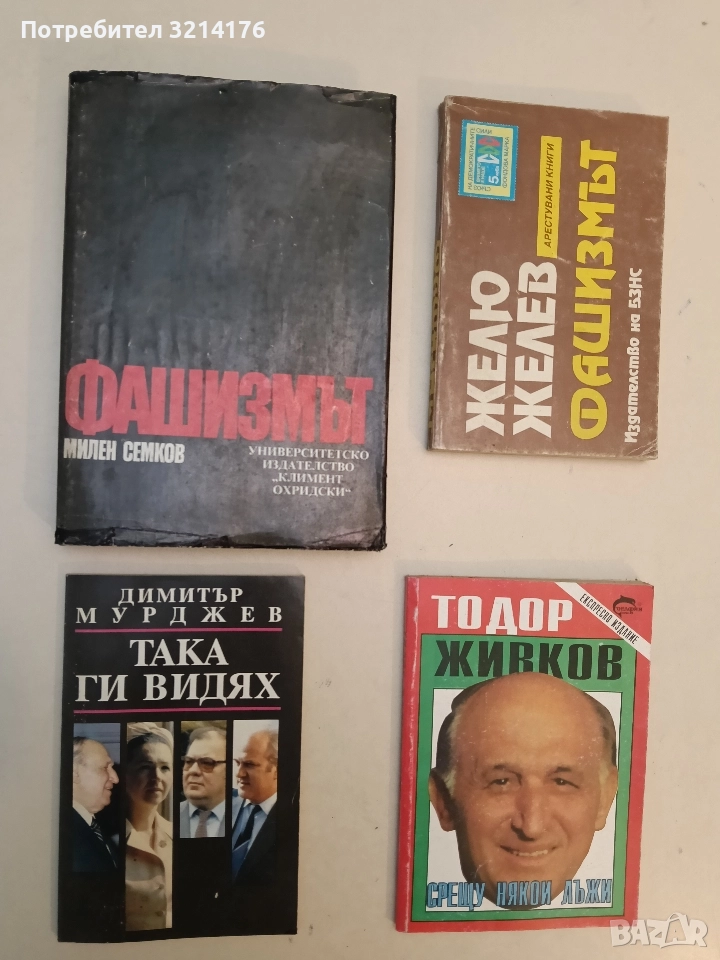 Потребител 3214176
ФАШИЗМЪТ
МИЛЕН СЕМКОВ
УНИВЕРСИТЕТСКО
ИЗДАТЕЛСТВО
„КЛИМЕНТ
ОХРИДСКИ“
ЖЕЛЮ
ЖЕЛЕВ
АРЕСТУВАНИ КНИГИ
ФАШИЗМЪТ
Издателство на БЗНС
ДИМИТЪР
МУРДЖЕВ
ТАКА
ГИ ВИДЯХ
ТОДОР
ЖИВКОВ
ЕКСПРЕСНО ИЗДАНИЕ
СРЕЩУ НЯКОИ ЛЪЖИ
BAZAR